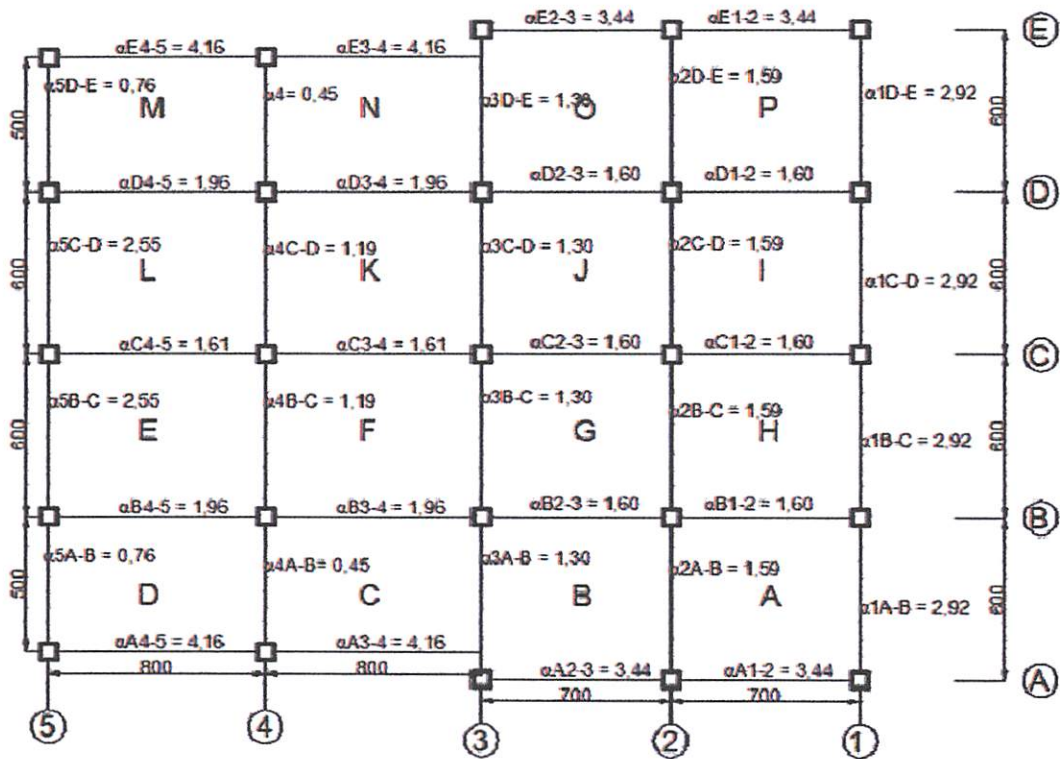 αE2-3 = 3,44 αE1-2 = 3,44 E
αE4-5 = 4,16 αE3-4 = 4,16
α5D-E = 0,76 α4= 0,45 α3D-E = 1,30 α2D-E = 1,59 α1D-E = 2,92
M N O P
500 600
αD4-5 = 1,96 αD3-4 = 1,96 αD2-3 = 1,60 αD1-2 = 1,60 D
α5C-D = 2,55 α4C-D = 1,19 α3C-D = 1,30 α2C-D = 1,59 α1C-D = 2,92
L K J I
600 600
αC4-5 = 1,61 αC3-4 = 1,61 αC2-3 = 1,60 αC1-2 = 1,60 C
α5B-C = 2,55 α4B-C = 1,19 α3B-C = 1,30 α2B-C = 1,59 α1B-C = 2,92
E F G H
600 600
αB4-5 = 1,96 αB3-4 = 1,96 αB2-3 = 1,60 αB1-2 = 1,60 B
α5A-B = 0,76 α4A-B= 0,45 α3A-B = 1,30 α2A-B = 1,59 α1A-B = 2,92
D C B A
500 600
αA4-5 = 4,16 αA3-4 = 4,16
800 800
αA2-3 = 3,44 αA1-2 = 3,44 A
700 700
5 4 3 2 1